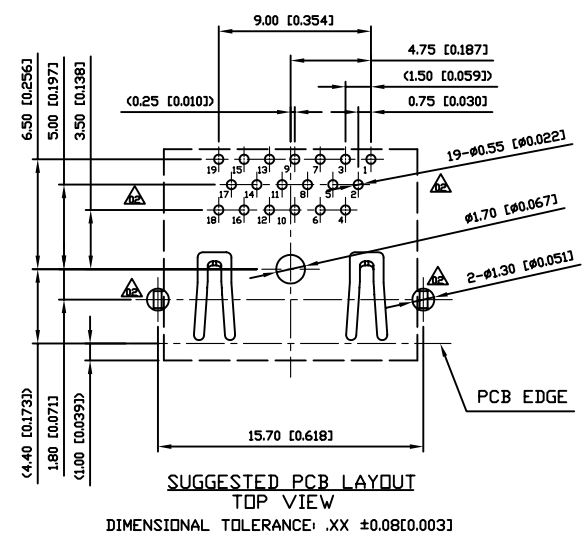 9.00 [0.354]
4.75 [0.187]
(1.50 [0.059])
(0.25 [0.010])
0.75 [0.030]
6.50 [0.256]
5.00 [0.197]
3.50 [0.138]
19-ø0.55 [ø0.022]
19 15 13 9 7 3 1
17 14 11 8 5 2
18 16 12 10 6 4
02
02
ø1.70 [ø0.067]
02
02
2-ø1.30 [ø0.051]
(4.40 [0.173])
1.80 [0.071]
(1.00 [0.039])
PCB EDGE
15.70 [0.618]
SUGGESTED PCB LAYOUT
TOP VIEW
DIMENSIONAL TOLERANCE: .XX ±0.08[0.003]